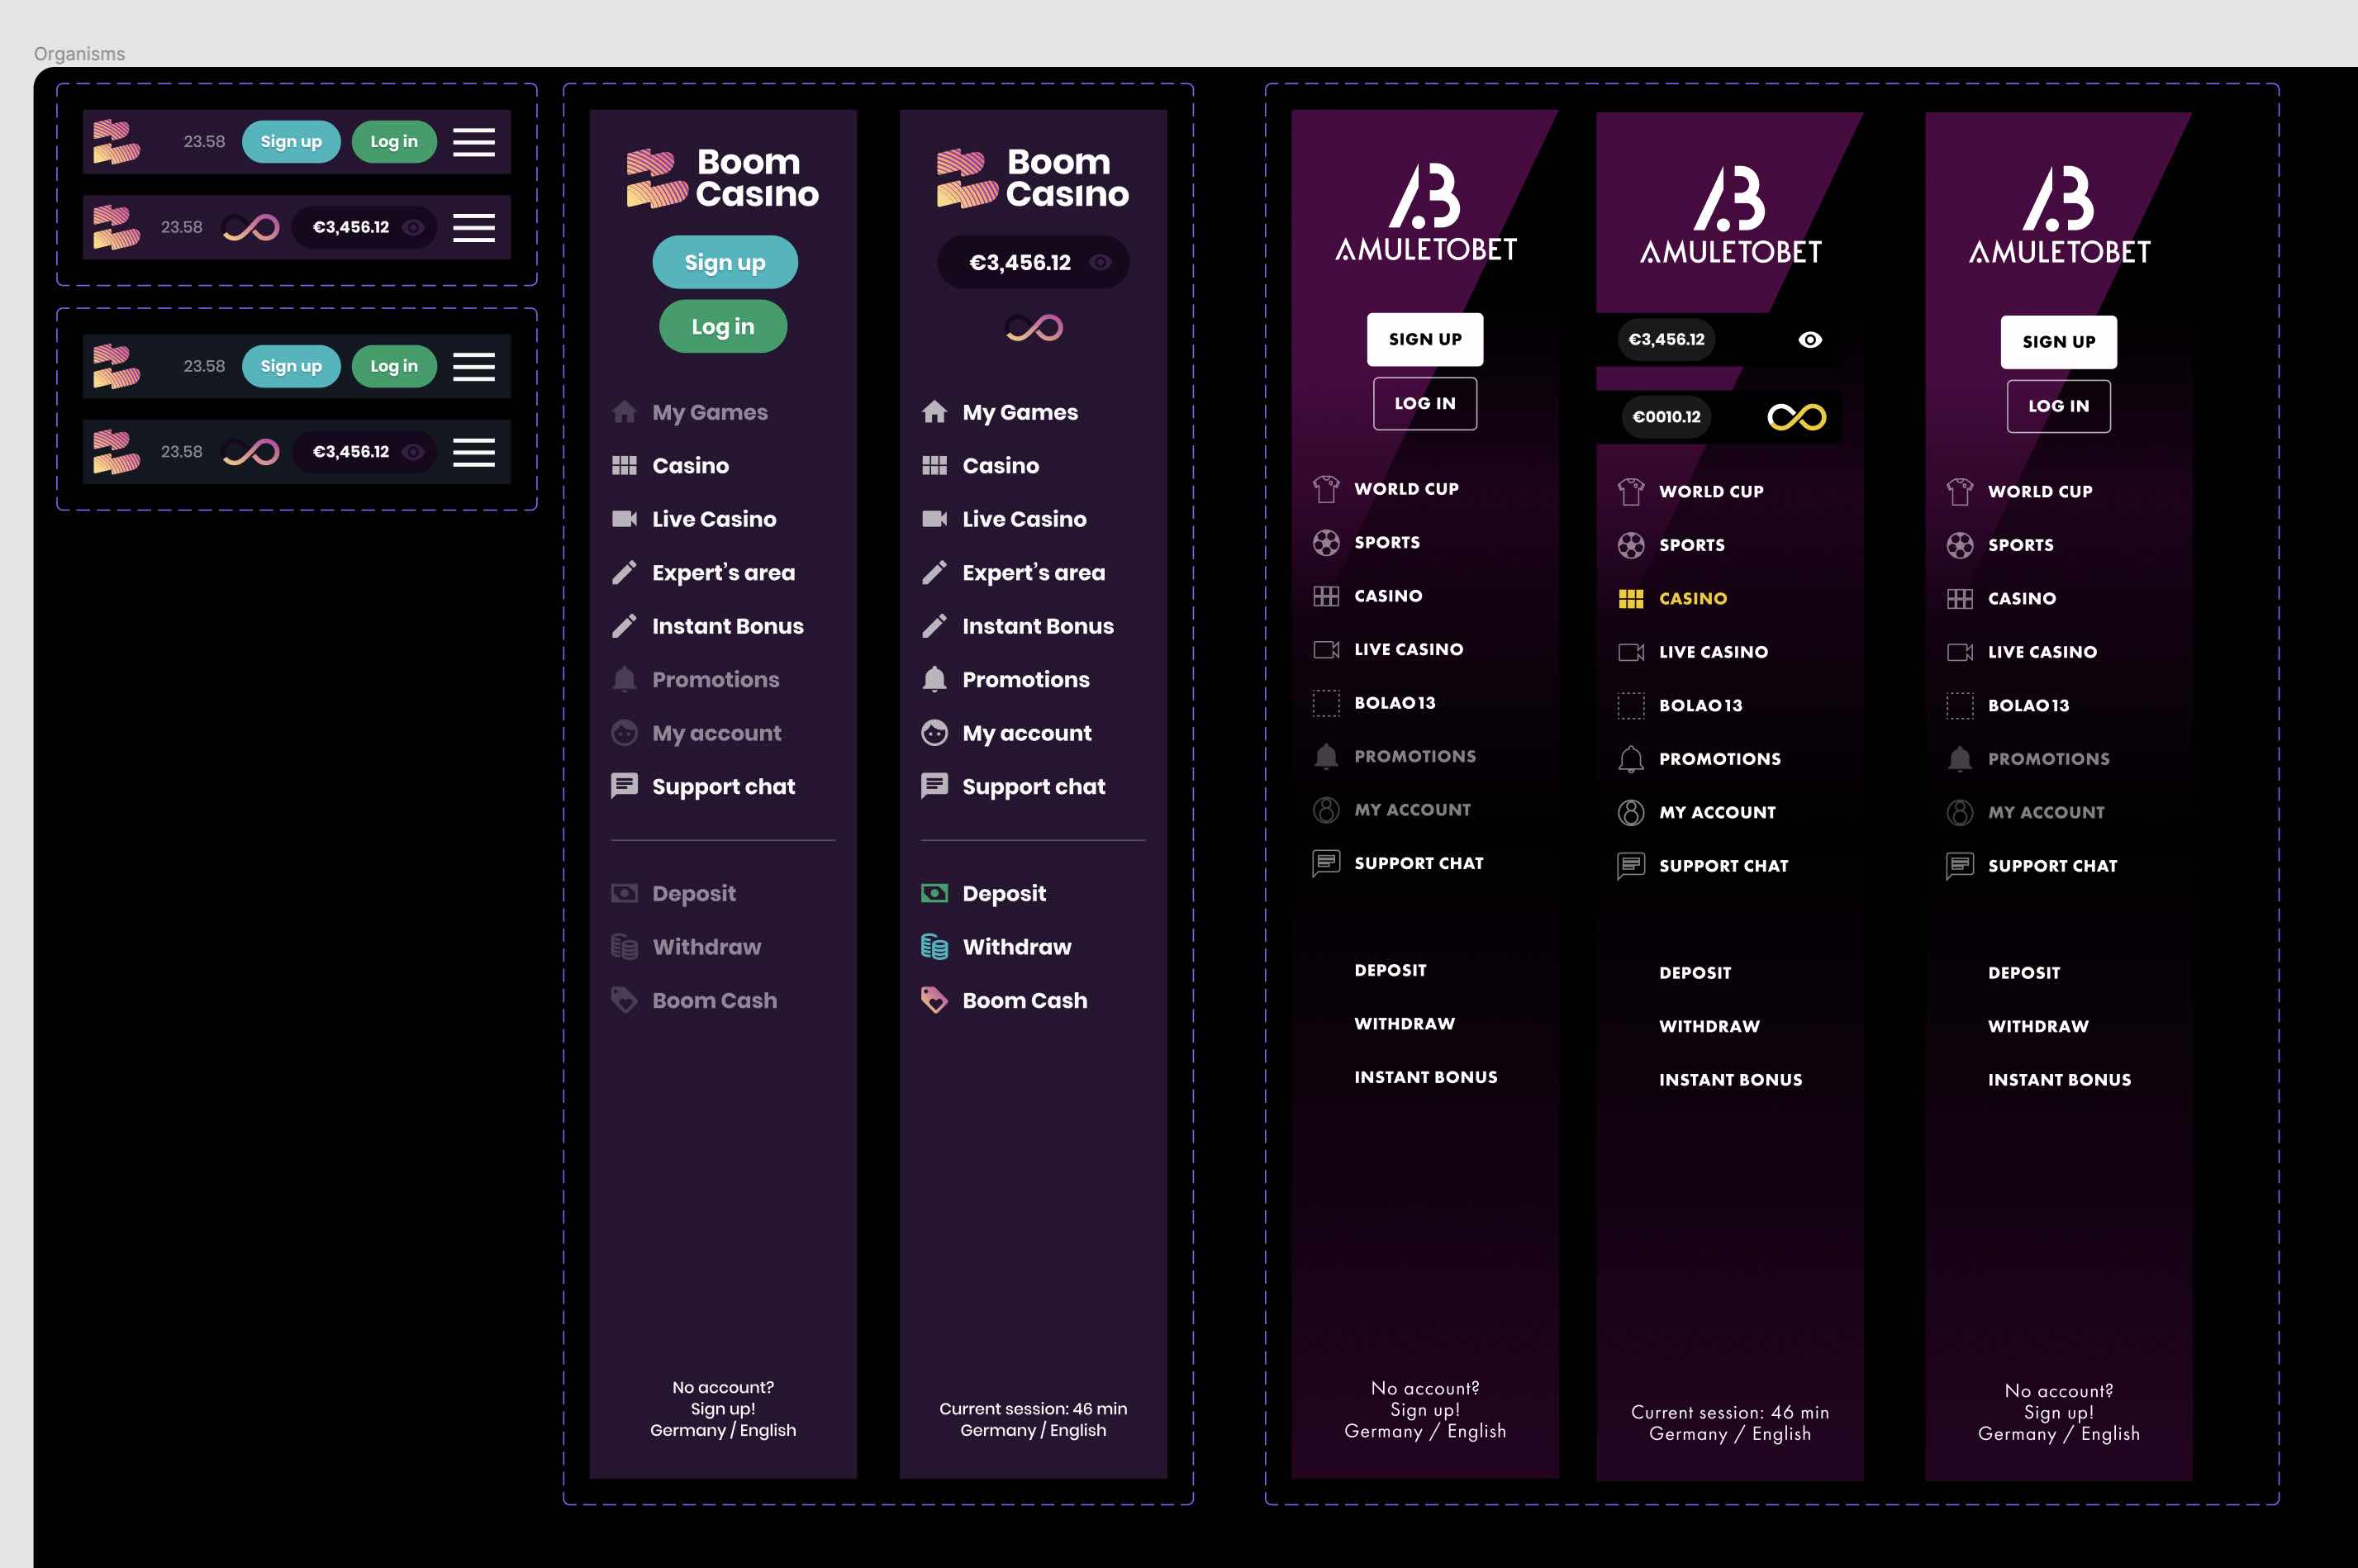 Organisms
23.58
Sign up
Log in
23.58
€3,456.12
23.58
Sign up
Log in
23.58
€3,456.12
Boom
Casino
Sign up
Log in
My Games
Casino
Live Casino
Expert's area
Instant Bonus
Promotions
My account
Support chat
Deposit
Withdraw
Boom Cash
No account?
Sign up!
Germany / English
Boom
Casino
€3,456.12
My Games
Casino
Live Casino
Expert's area
Instant Bonus
Promotions
My account
Support chat
Deposit
Withdraw
Boom Cash
Current session: 46 min
Germany / English
AB
AMULETOBET
SIGN UP
LOG IN
WORLD CUP
SPORTS
CASINO
LIVE CASINO
BOLAO13
PROMOTIONS
MY ACCOUNT
SUPPORT CHAT
DEPOSIT
WITHDRAW
INSTANT BONUS
No account?
Sign up!
Germany / English
AB
AMULETOBET
€3,456.12
€0010.12
WORLD CUP
SPORTS
CASINO
LIVE CASINO
BOLAO13
PROMOTIONS
MY ACCOUNT
SUPPORT CHAT
DEPOSIT
WITHDRAW
INSTANT BONUS
Current session: 46 min
Germany / English
AB
AMULETOBET
SIGN UP
LOG IN
WORLD CUP
SPORTS
CASINO
LIVE CASINO
BOLAO13
PROMOTIONS
MY ACCOUNT
SUPPORT CHAT
DEPOSIT
WITHDRAW
INSTANT BONUS
No account?
Sign up!
Germany / English